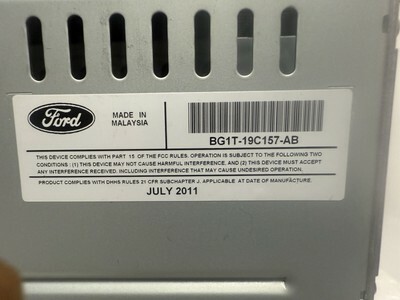 Ford
MADE IN
MALAYSIA
BG1T-19C157-AB
THIS DEVICE COMPLIES WITH PART 15 OF THE FCC RULES. OPERATION IS SUBJECT TO THE FOLLOWING TWO
CONDITIONS : (1) THIS DEVICE MAY NOT CAUSE HARMFUL INTERFERENCE, AND (2) THIS DEVICE MUST ACCEPT
ANY INTERFERENCE RECEIVED. INCLUDING INTERFERENCE THAT MAY CAUSE UNDESIRED OPERATION.
PRODUCT COMPLIES WITH DHHS RULES 21 CFR SUBCHAPTER J. APPLICABLE AT DATE OF MANUFACTURE.
JULY 2011